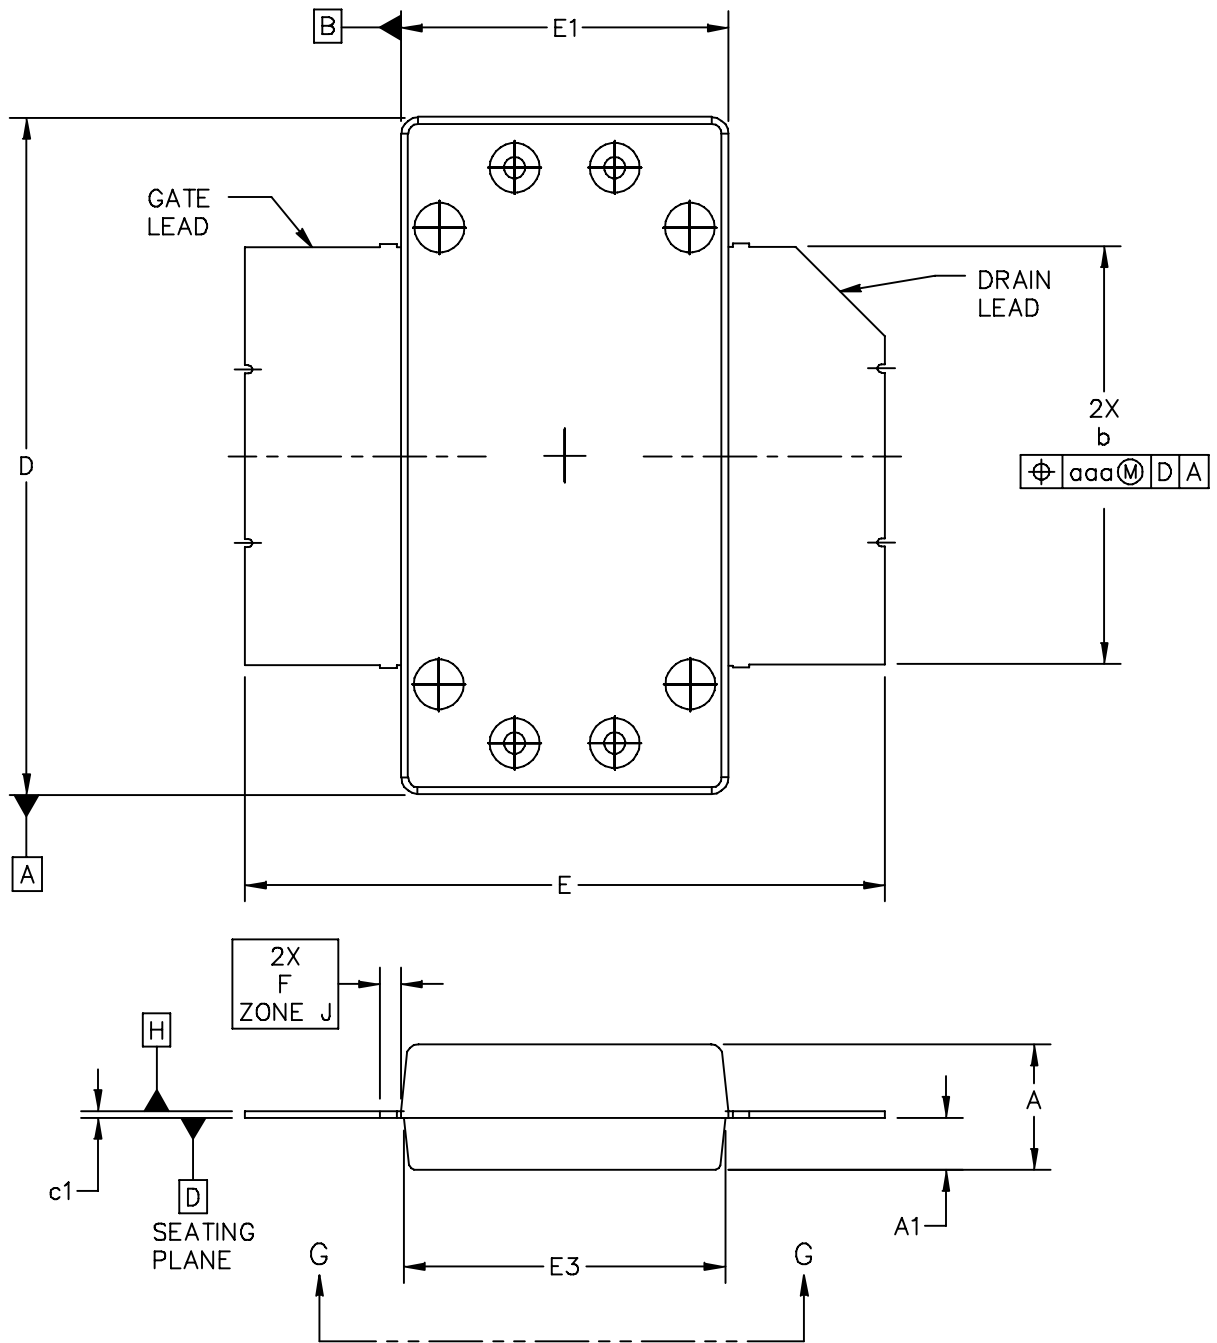 B
E1
GATE
LEAD
DRAIN
LEAD
2X
b
⌖ aaa Ⓜ D A
D
A
E
2X
F
ZONE J
H
A
c1
D
SEATING
PLANE
A1
E3
G
G